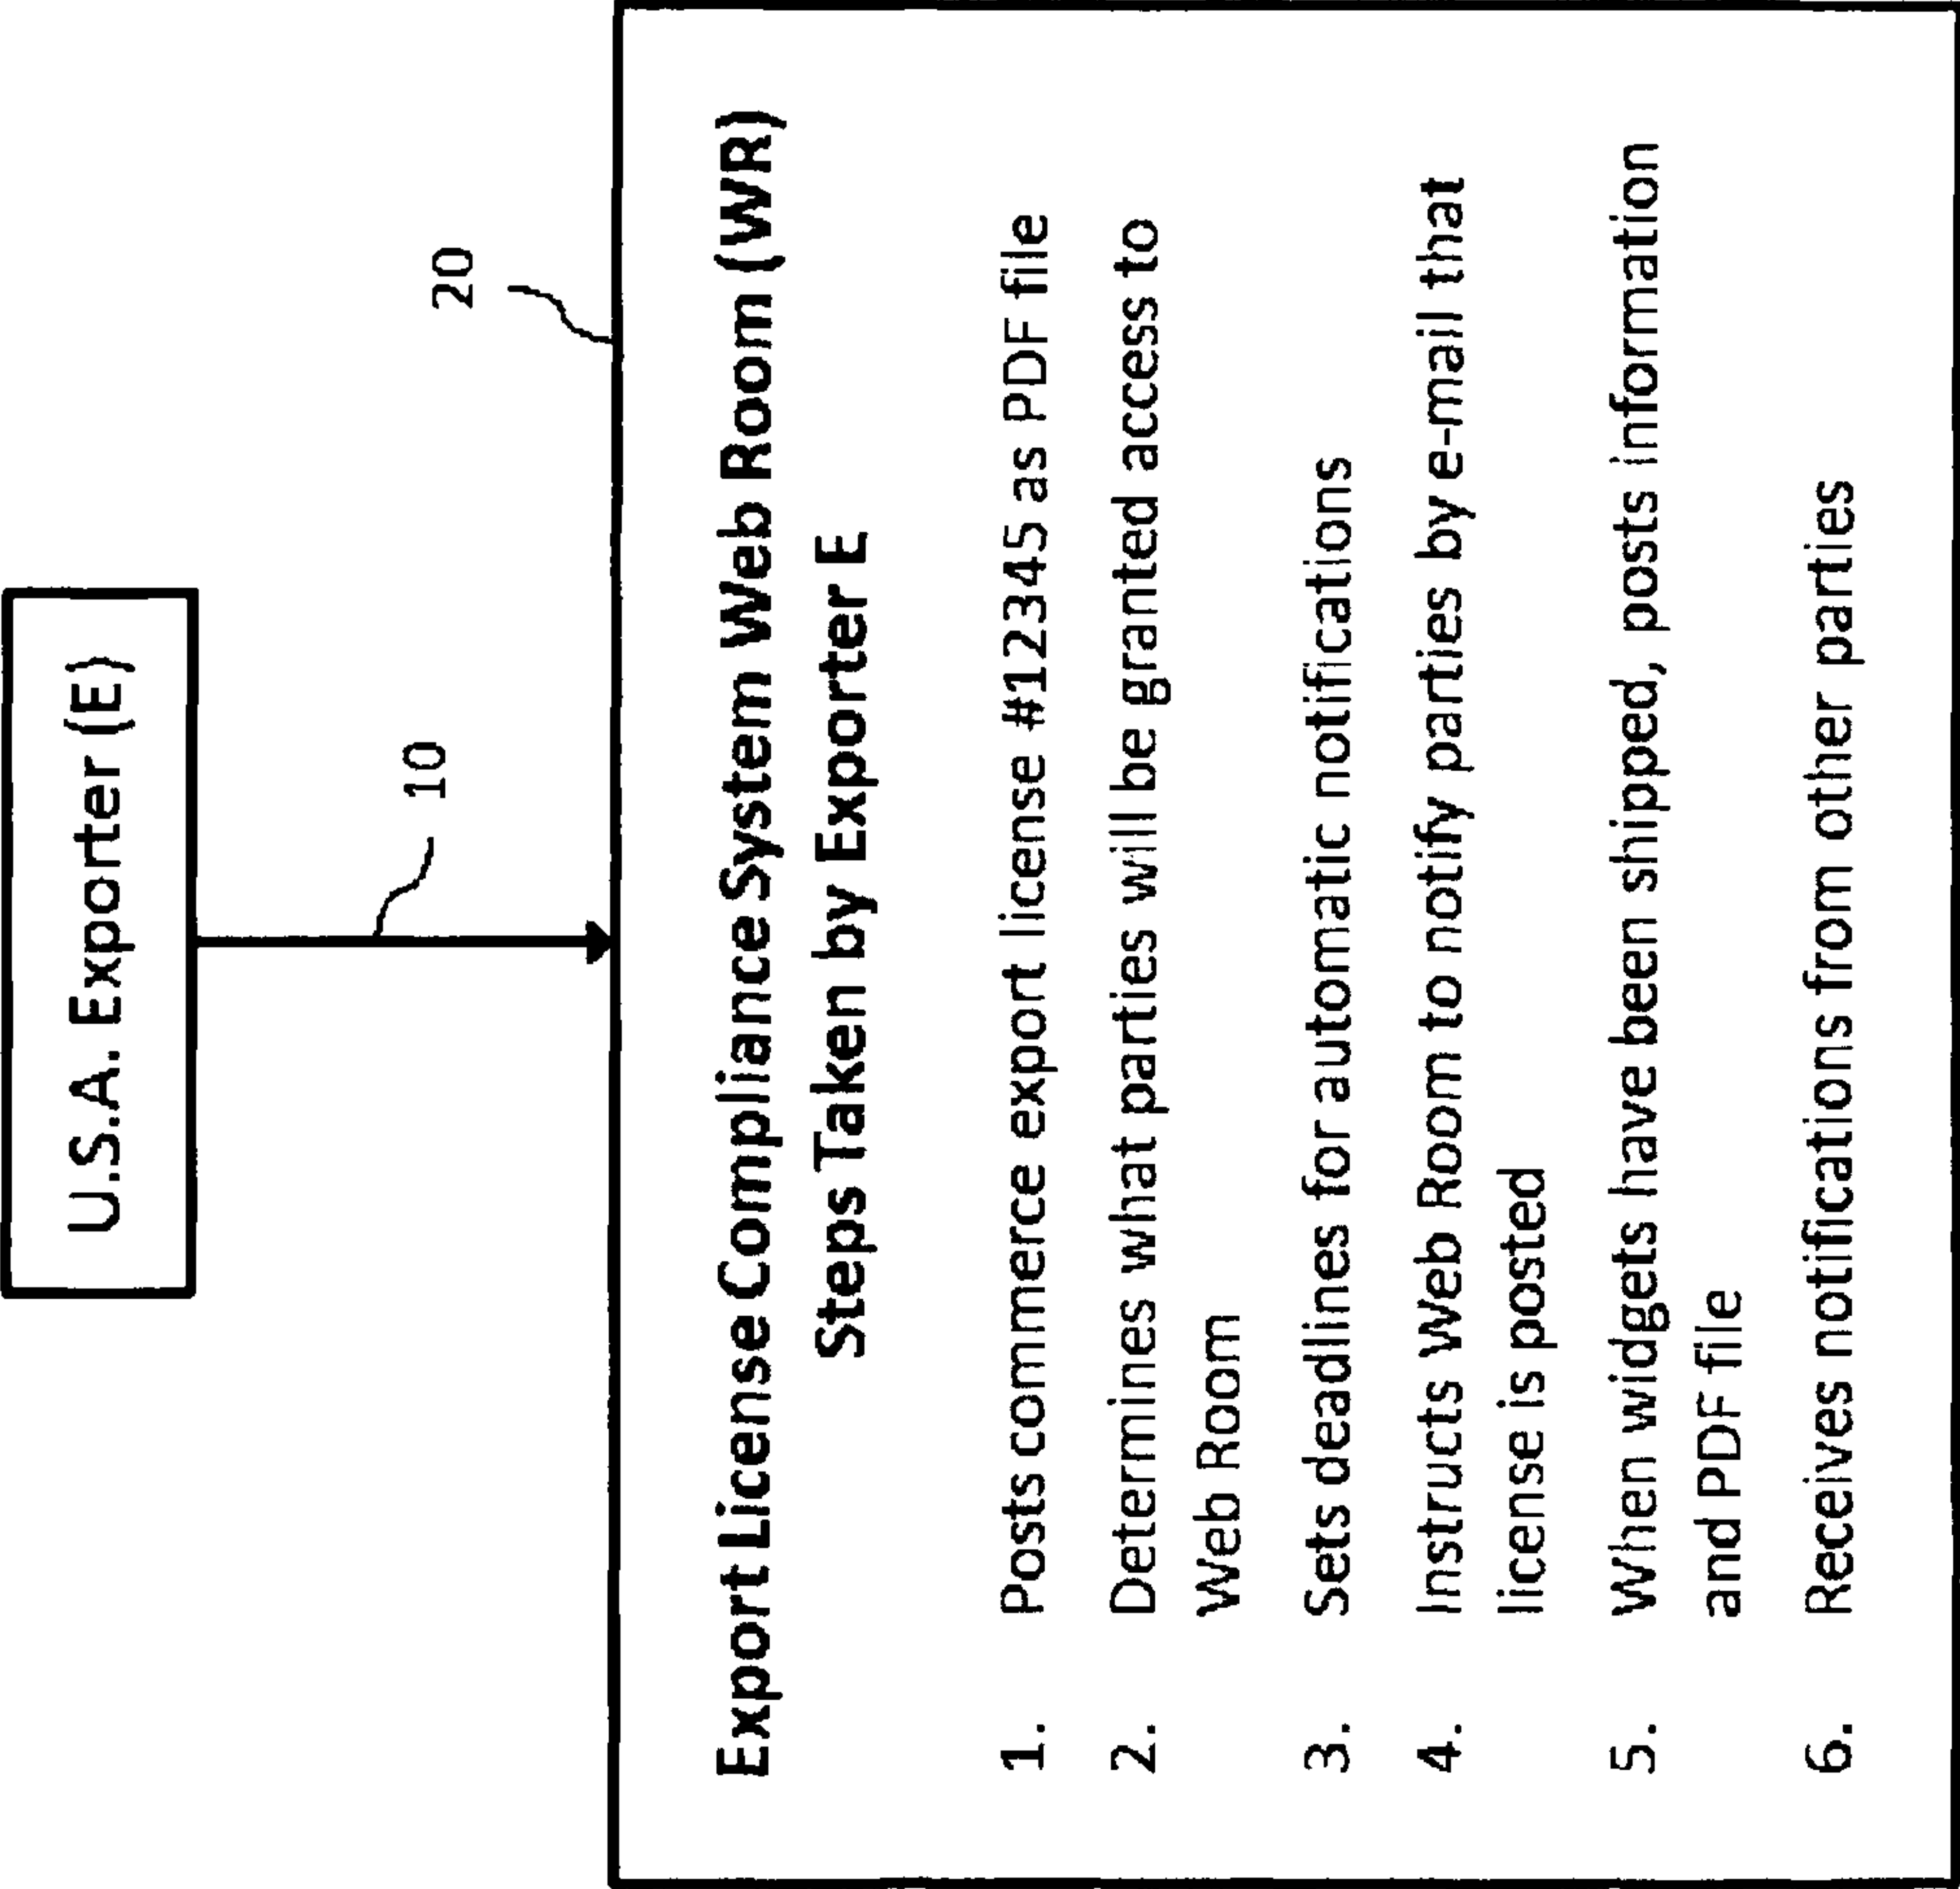 U.S.A. Exporter (E)
10
20
Export License Compliance System Web Room (WR)
Steps Taken by Exporter E
1. Posts commerce export license #12345 as PDF file
2. Determines what parties will be granted access to
Web Room
3. Sets deadlines for automatic notifications
4. Instructs Web Room to notify parties by e-mail that
license is posted
5. When widgets have been shipped, posts information
and PDF file
6. Receives notifications from other parties